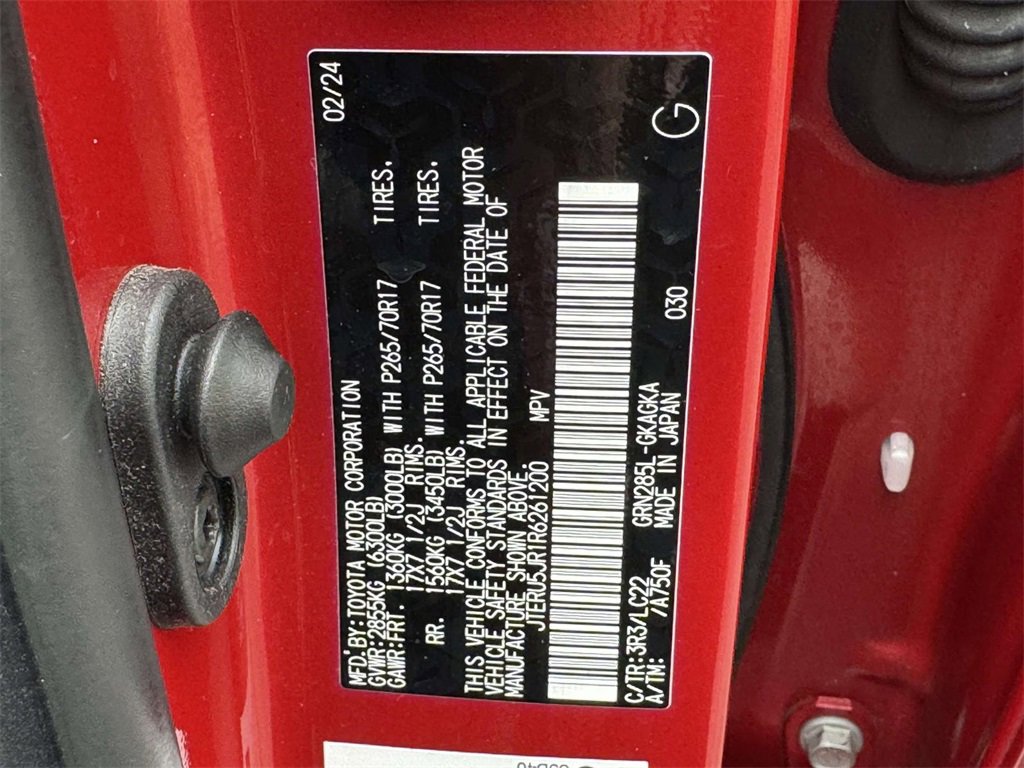 MFD.BY:TOYOTA MOTOR CORPORATION 02/24
GVWR:2855KG (6300LB)
GAWR:FRT. 1360KG (3000LB) WITH P265/70R17 TIRES.
17X7 1/2J RIMS.
RR. 1560KG (3450LB) WITH P265/70R17 TIRES.
17X7 1/2J RIMS.
THIS VEHICLE CONFORMS TO ALL APPLICABLE FEDERAL MOTOR
VEHICLE SAFETY STANDARDS IN EFFECT ON THE DATE OF
MANUFACTURE SHOWN ABOVE.
JTERU5JR1R6261200 MPV
C/TR:3R3/LC22 GRN285L-GKAGKA 030 G
A/TM: /A750F MADE IN JAPAN